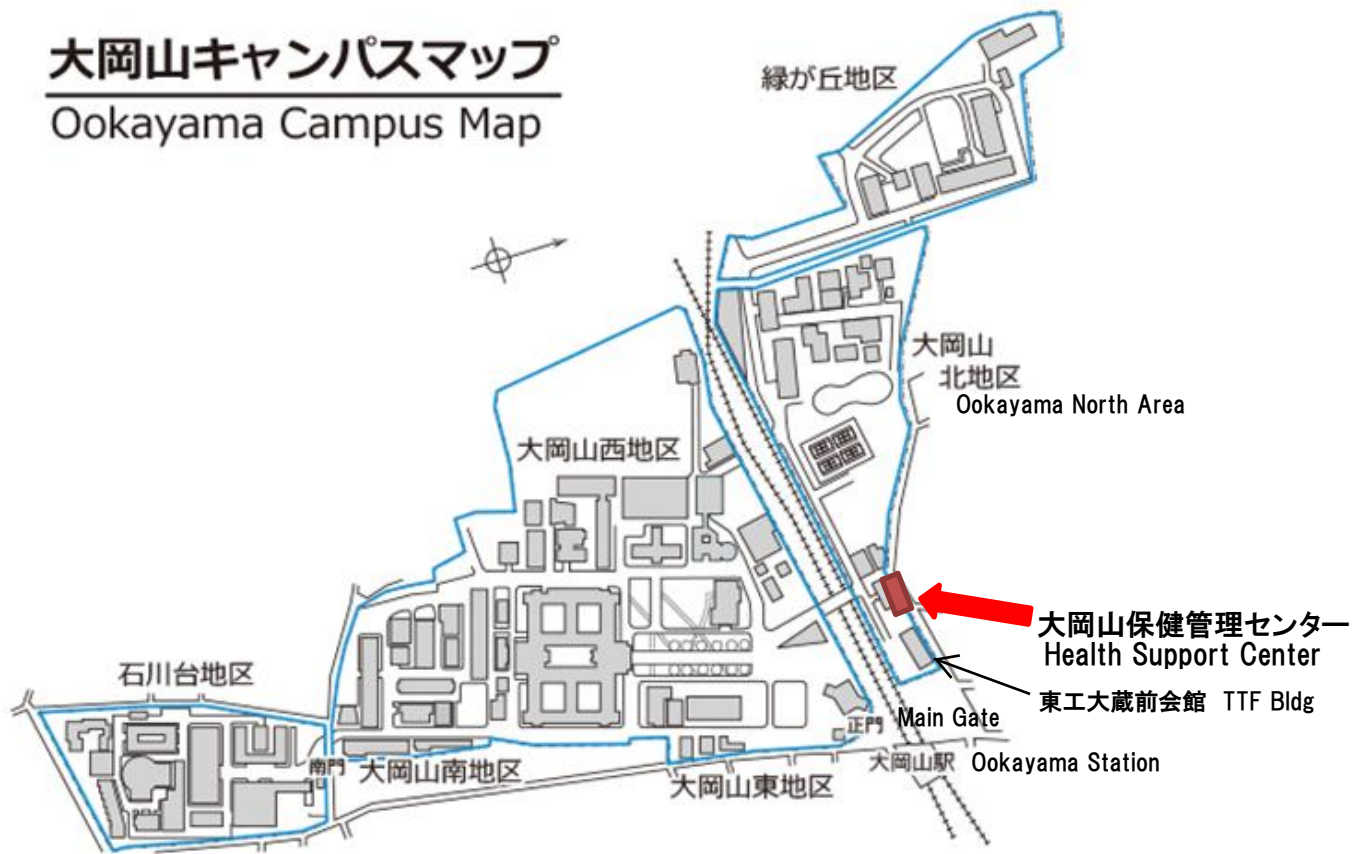 大岡山キャンパスマップ
Ookayama Campus Map
緑が丘地区
大岡山
北地区
Ookayama North Area
大岡山西地区
大岡山保健管理センター
Health Support Center
石川台地区
東工大蔵前会館 TTF Bldg
正門
Main Gate
南門
大岡山南地区
大岡山東地区
大岡山駅
Ookayama Station